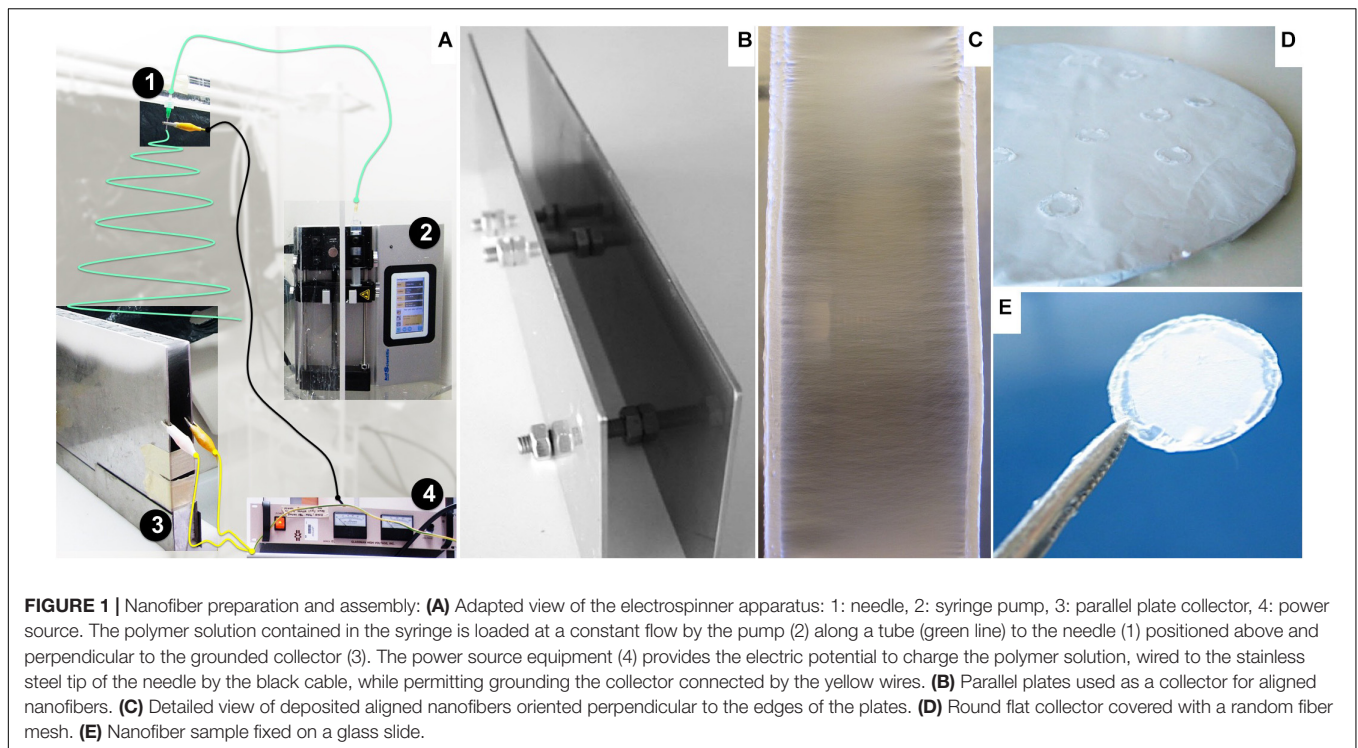 A
B
C
D
E
1
2
3
4
FIGURE 1 | Nanofiber preparation and assembly: (A) Adapted view of the electrospinner apparatus: 1: needle, 2: syringe pump, 3: parallel plate collector, 4: power
source. The polymer solution contained in the syringe is loaded at a constant flow by the pump (2) along a tube (green line) to the needle (1) positioned above and
perpendicular to the grounded collector (3). The power source equipment (4) provides the electric potential to charge the polymer solution, wired to the stainless
steel tip of the needle by the black cable, while permitting grounding the collector connected by the yellow wires. (B) Parallel plates used as a collector for aligned
nanofibers. (C) Detailed view of deposited aligned nanofibers oriented perpendicular to the edges of the plates. (D) Round flat collector covered with a random fiber
mesh. (E) Nanofiber sample fixed on a glass slide.